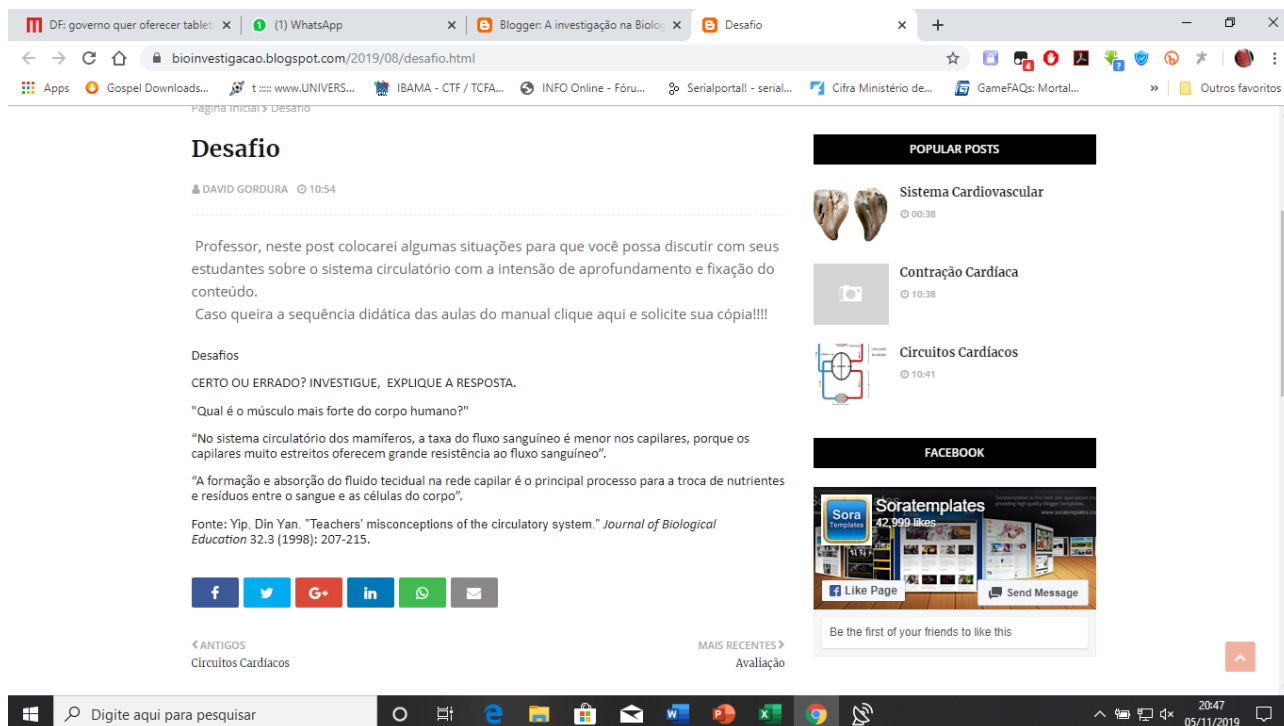 DF: governo quer oferecer tablet
(1) WhatsApp
Blogger: A investigação na Biolog
Desafio
bioinvestigacao.blogspot.com/2019/08/desafio.html
Apps
Gospel Downloads...
t ::::: www.UNIVERS...
IBAMA - CTF / TCFA...
INFO Online - Fóru...
Serialportal! - serial...
Cifra Ministério de...
GameFAQs: Mortal...
»
Outros favoritos
Página inicial > Desafio
Desafio
DAVID GORDURA 10:54
Professor, neste post colocarei algumas situações para que você possa discutir com seus
estudantes sobre o sistema circulatório com a intensão de aprofundamento e fixação do
conteúdo.
Caso queira a sequência didática das aulas do manual clique aqui e solicite sua cópia!!!!
Desafios
CERTO OU ERRADO? INVESTIGUE, EXPLIQUE A RESPOSTA.
"Qual é o músculo mais forte do corpo humano?"
“No sistema circulatório dos mamíferos, a taxa do fluxo sanguíneo é menor nos capilares, porque os
capilares muito estreitos oferecem grande resistência ao fluxo sanguíneo”.
“A formação e absorção do fluido tecidual na rede capilar é o principal processo para a troca de nutrientes
e resíduos entre o sangue e as células do corpo”.
Fonte: Yip, Din Yan. "Teachers' misconceptions of the circulatory system." Journal of Biological
Education 32.3 (1998): 207-215.
f
G+
in
ANTIGOS
Circuitos Cardíacos
MAIS RECENTES
Avaliação
POPULAR POSTS
Sistema Cardiovascular
00:38
Contração Cardíaca
10:38
Circuitos Cardíacos
10:41
FACEBOOK
Sora
Templates
Soratemplates
42,999 likes
Like Page
Send Message
Be the first of your friends to like this
Digite aqui para pesquisar
20:47
05/11/2019